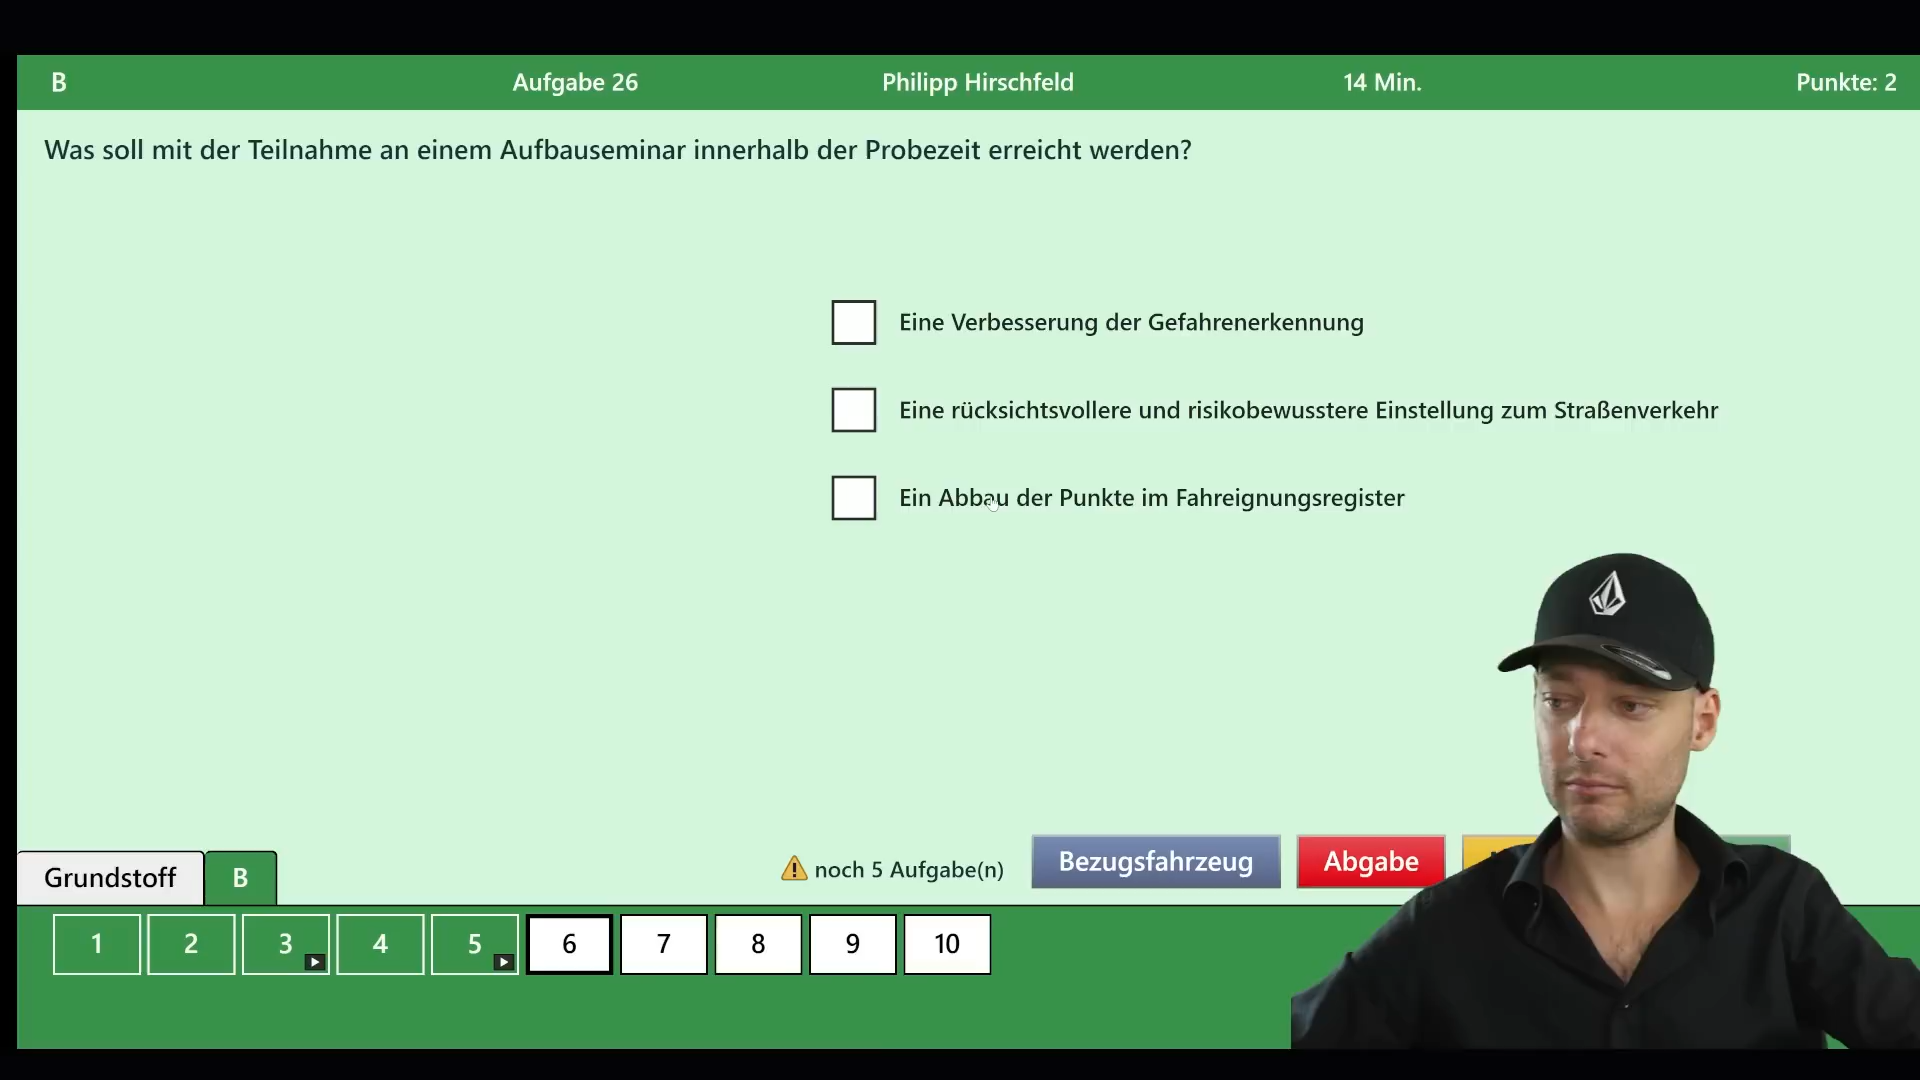 B Aufgabe 26 Philipp Hirschfeld 14 Min. Punkte: 2
Was soll mit der Teilnahme an einem Aufbauseminar innerhalb der Probezeit erreicht werden?
Eine Verbesserung der Gefahrenerkennung
Eine rücksichtsvollere und risikobewusstere Einstellung zum Straßenverkehr
Ein Abbau der Punkte im Fahreignungsregister
Grundstoff B noch 5 Aufgabe(n) Bezugsfahrzeug Abgabe
1 2 3 4 5 6 7 8 9 10